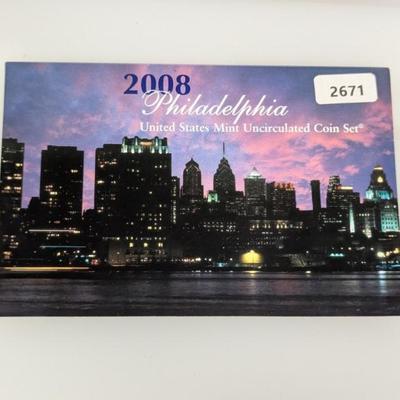 2008
2671
Philadelphia
United States Mint Uncirculated Coin Set®